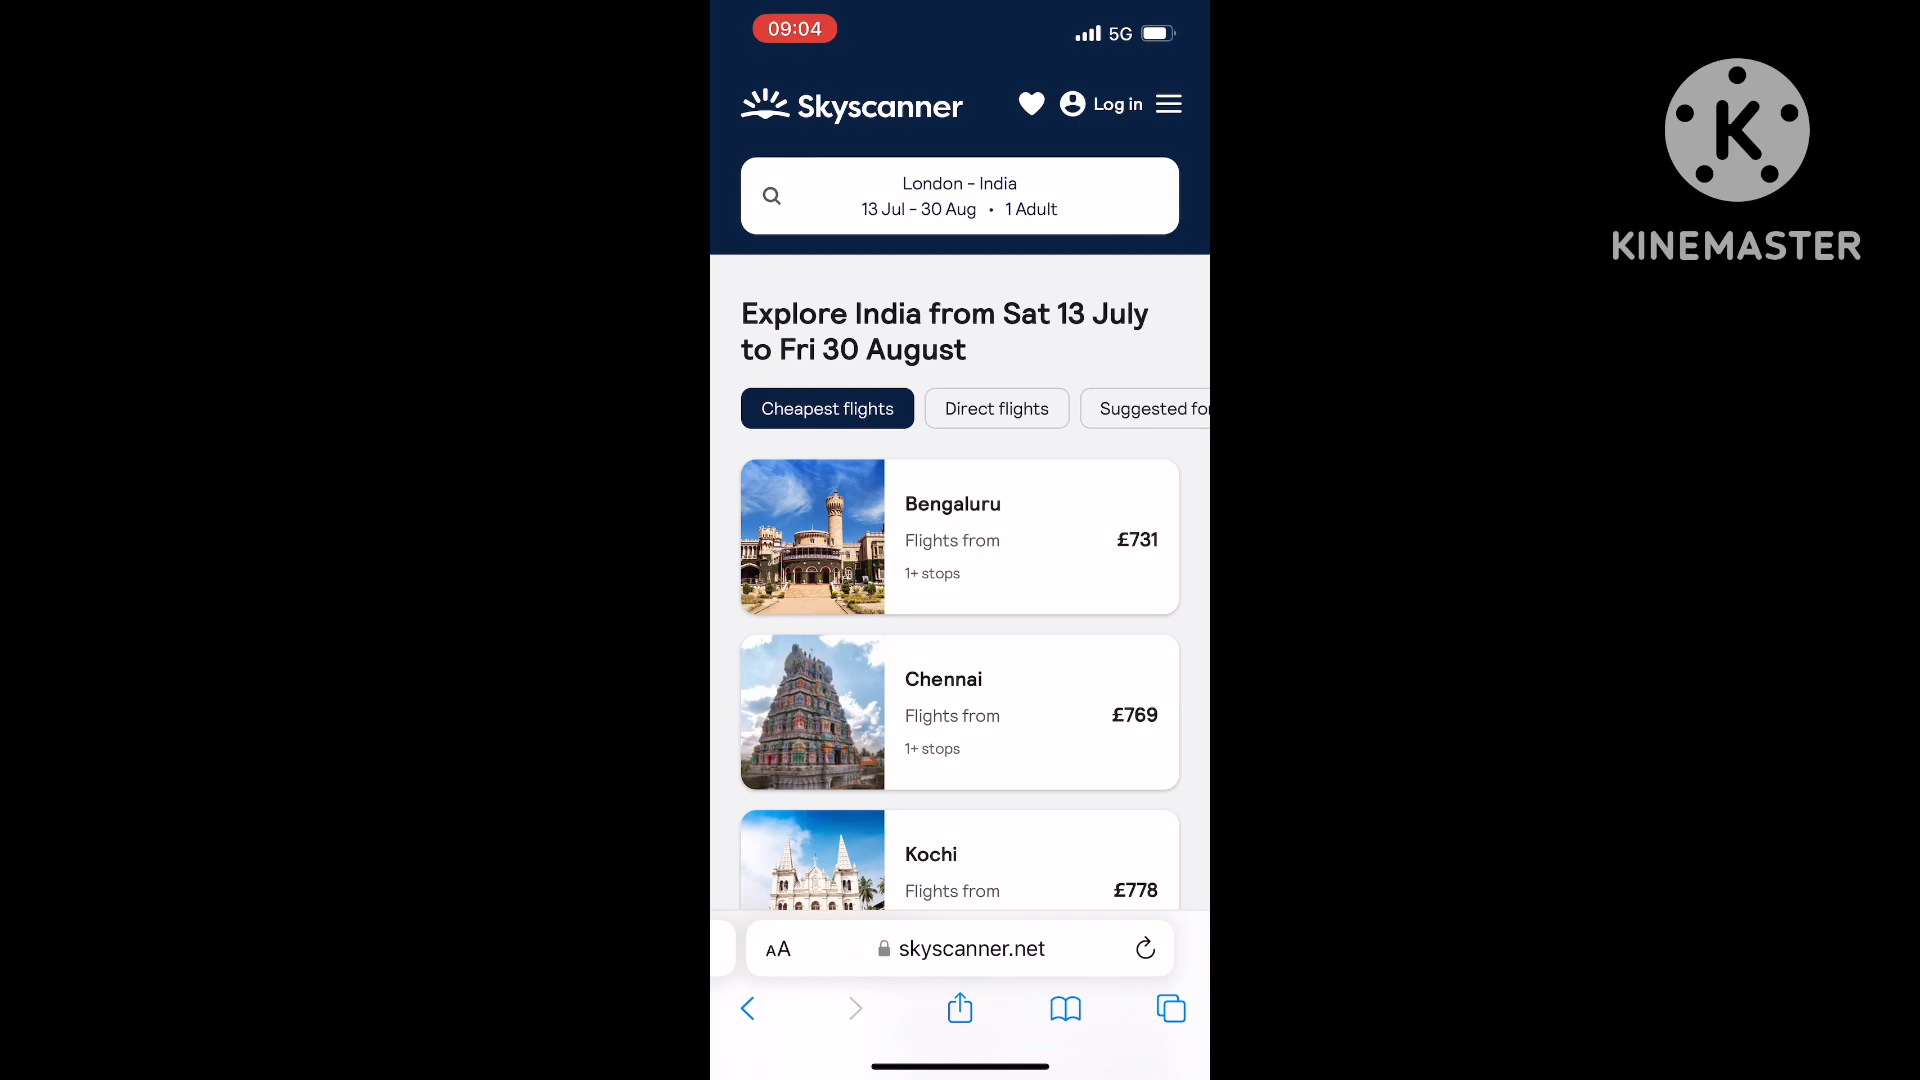 09:04
5G
Skyscanner
Log in
London - India
13 Jul - 30 Aug • 1 Adult
Explore India from Sat 13 July
to Fri 30 August
Cheapest flights
Direct flights
Suggested for
Bengaluru
Flights from
£731
1+ stops
Chennai
Flights from
£769
1+ stops
Kochi
Flights from
£778
AA
skyscanner.net
K
KINEMASTER